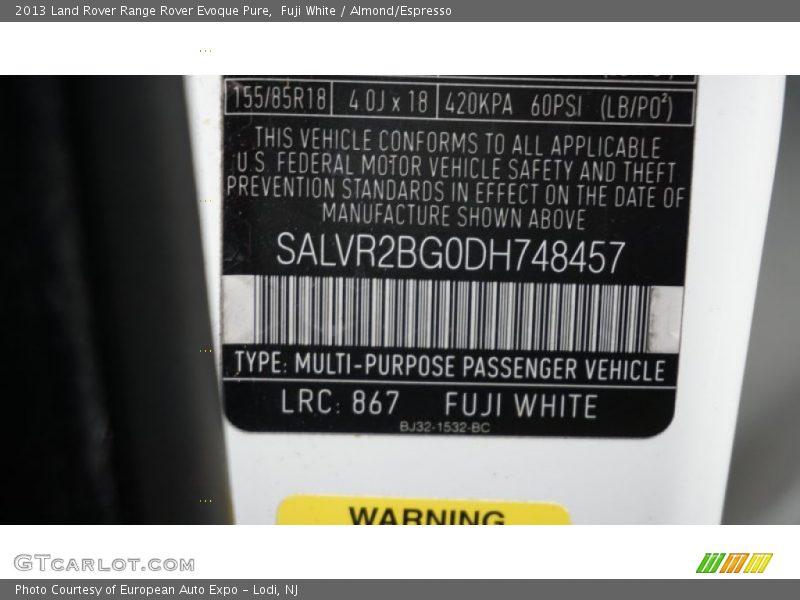 2013 Land Rover Range Rover Evoque Pure,  Fuji White / Almond/Espresso
155/85R18 4.0J x 18 420KPA 60PSI (LB/PO²)
THIS VEHICLE CONFORMS TO ALL APPLICABLE
U.S. FEDERAL MOTOR VEHICLE SAFETY AND THEFT
PREVENTION STANDARDS IN EFFECT ON THE DATE OF
MANUFACTURE SHOWN ABOVE
SALVR2BG0DH748457
TYPE: MULTI-PURPOSE PASSENGER VEHICLE
LRC: 867 FUJI WHITE
BJ32-1532-BC
WARNING
GTCARLOT.COM
Photo Courtesy of European Auto Expo - Lodi, NJ